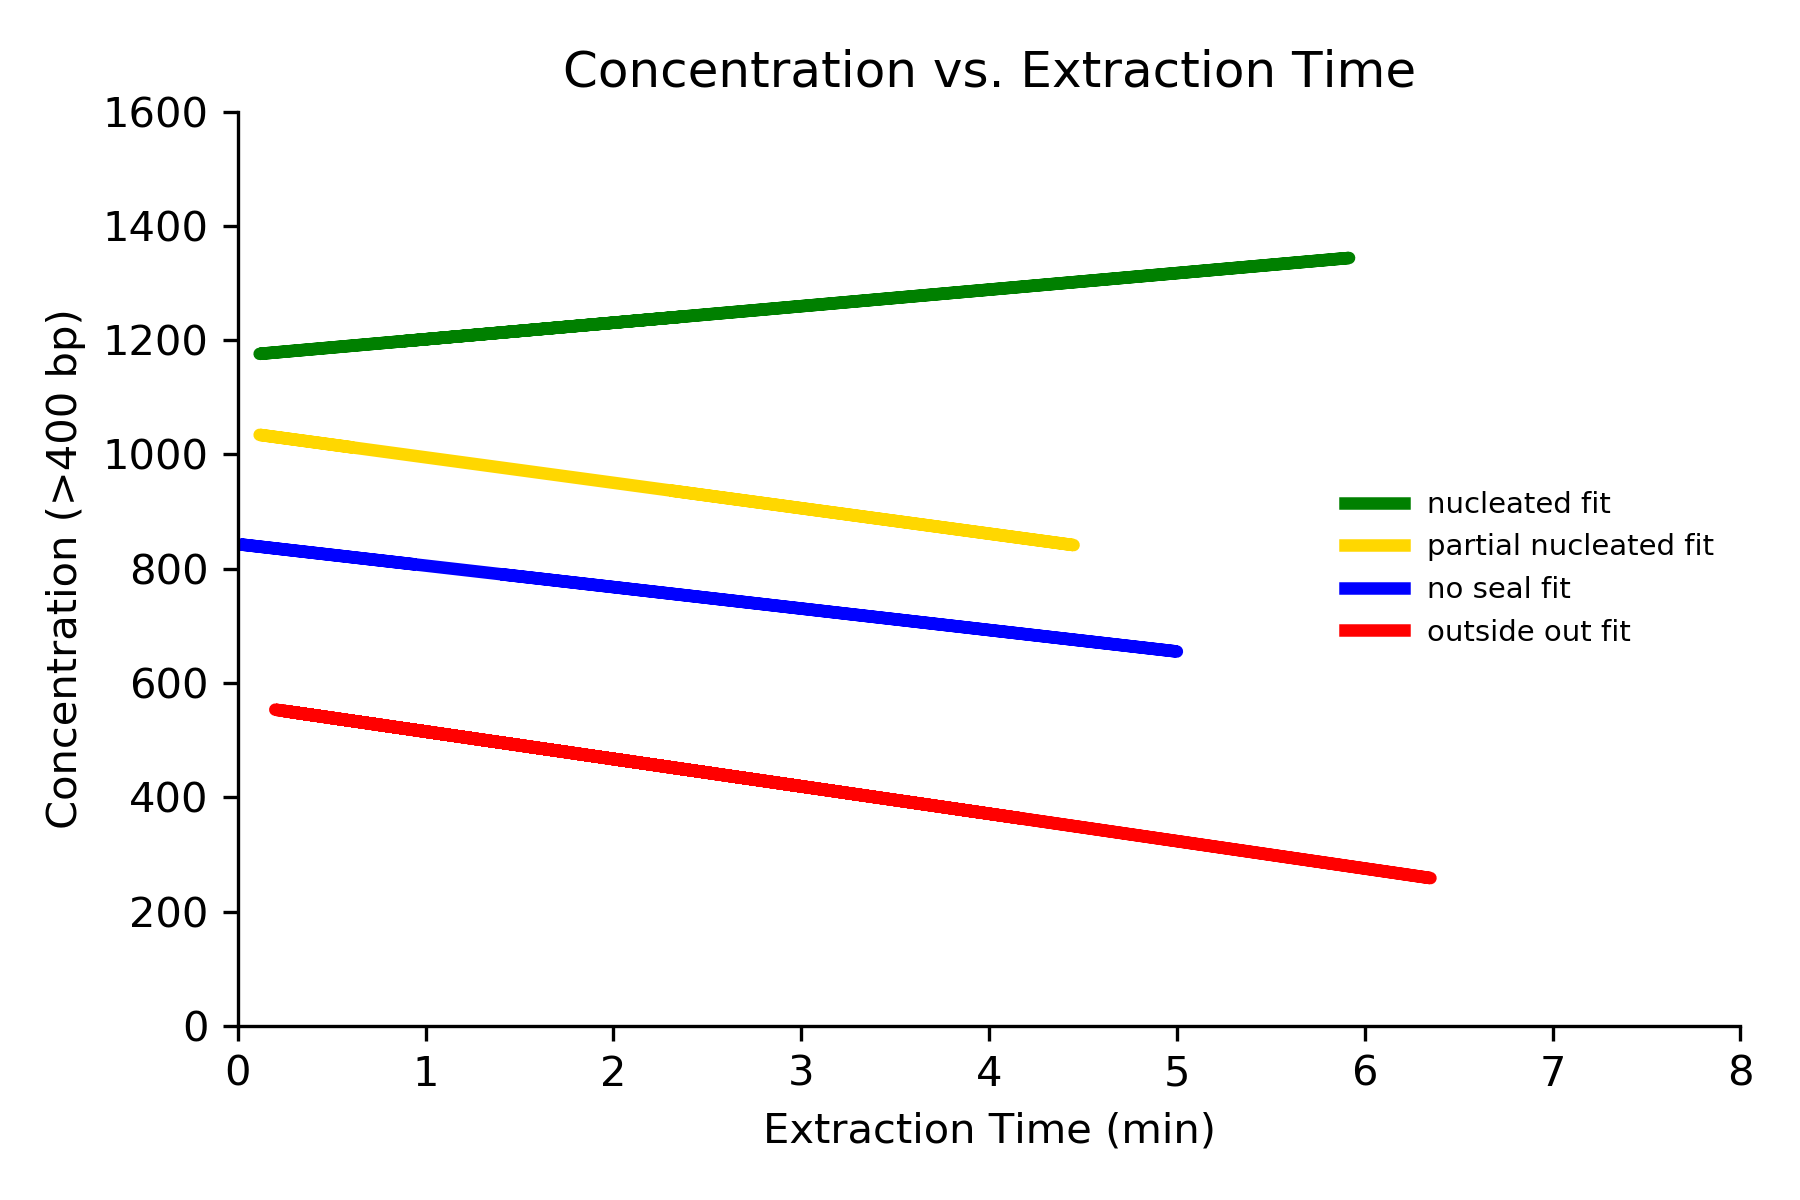 Concentration vs. Extraction Time
1600
1400
1200
1000
800
600
400
200
0
Concentration (>400 bp)
nucleated fit
partial nucleated fit
no seal fit
outside out fit
0 1 2 3 4 5 6 7 8
Extraction Time (min)